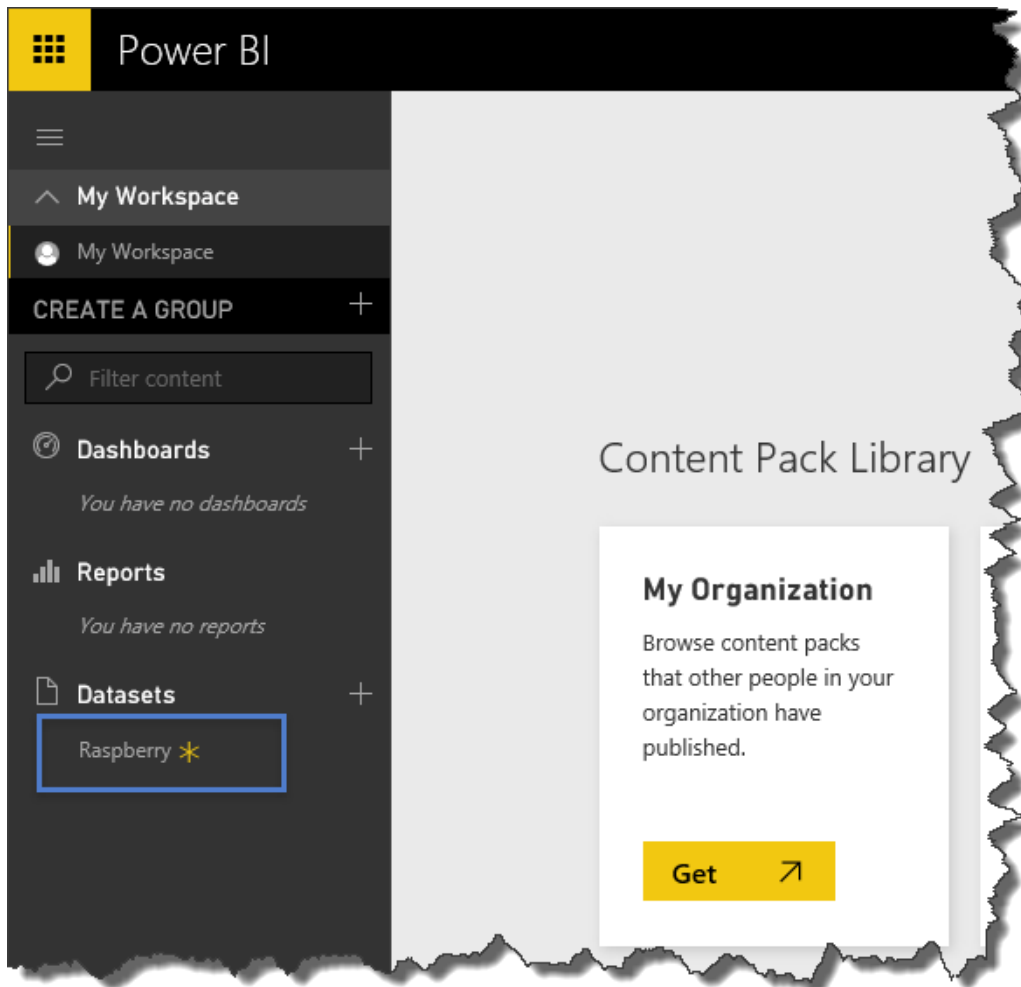 Power BI
My Workspace
My Workspace
CREATE A GROUP
Filter content
Dashboards
You have no dashboards
Reports
You have no reports
Datasets
Raspberry
Content Pack Library
My Organization
Browse content packs
that other people in your
organization have
published.
Get